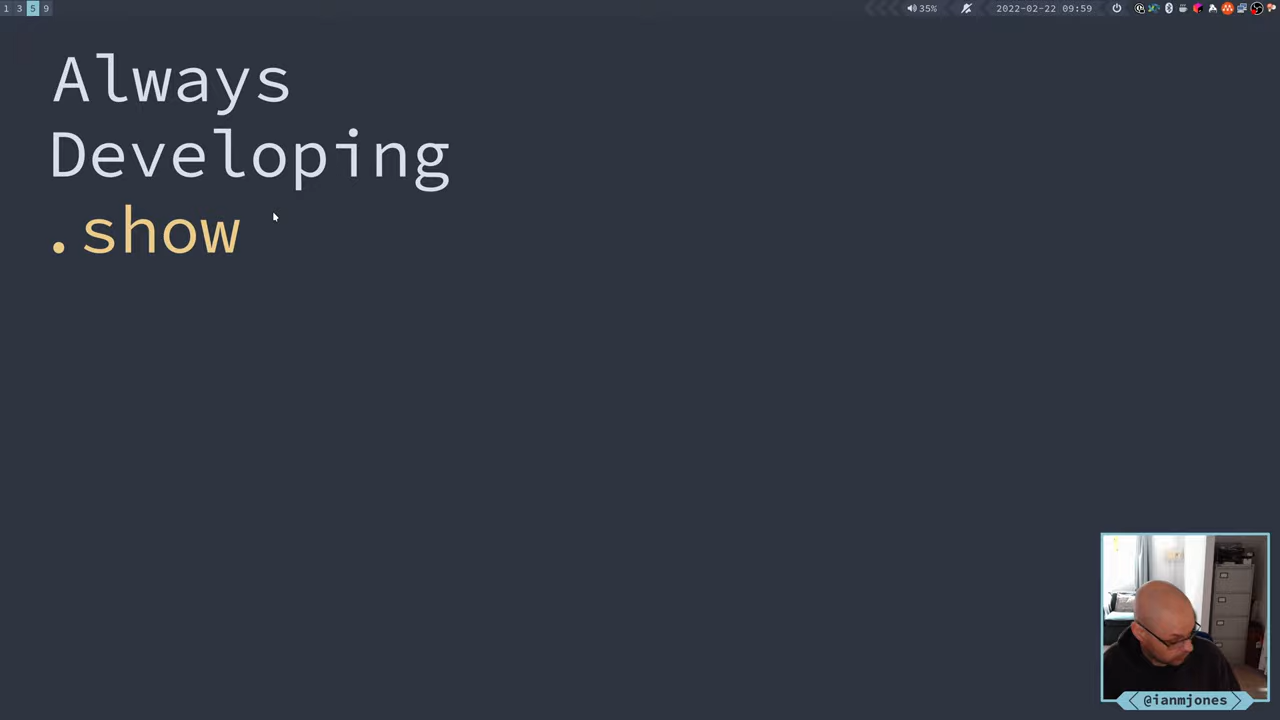 1 3 5 9
35%
2022-02-22 09:59
Always
Developing
.show
@ianmjones